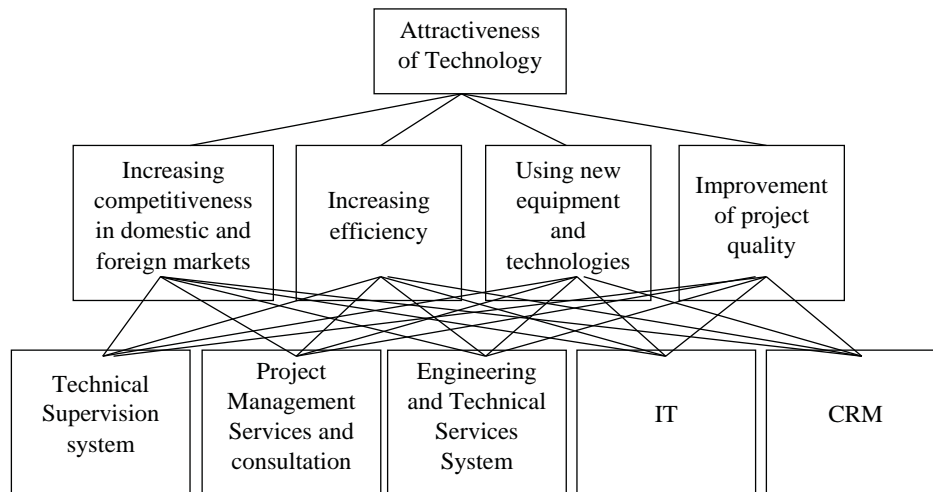 Attractiveness
of Technology
Increasing
competitiveness
in domestic and
foreign markets
Increasing
efficiency
Using new
equipment
and
technologies
Improvement
of project
quality
Technical
Supervision
system
Project
Management
Services and
consultation
Engineering
and Technical
Services
System
IT
CRM